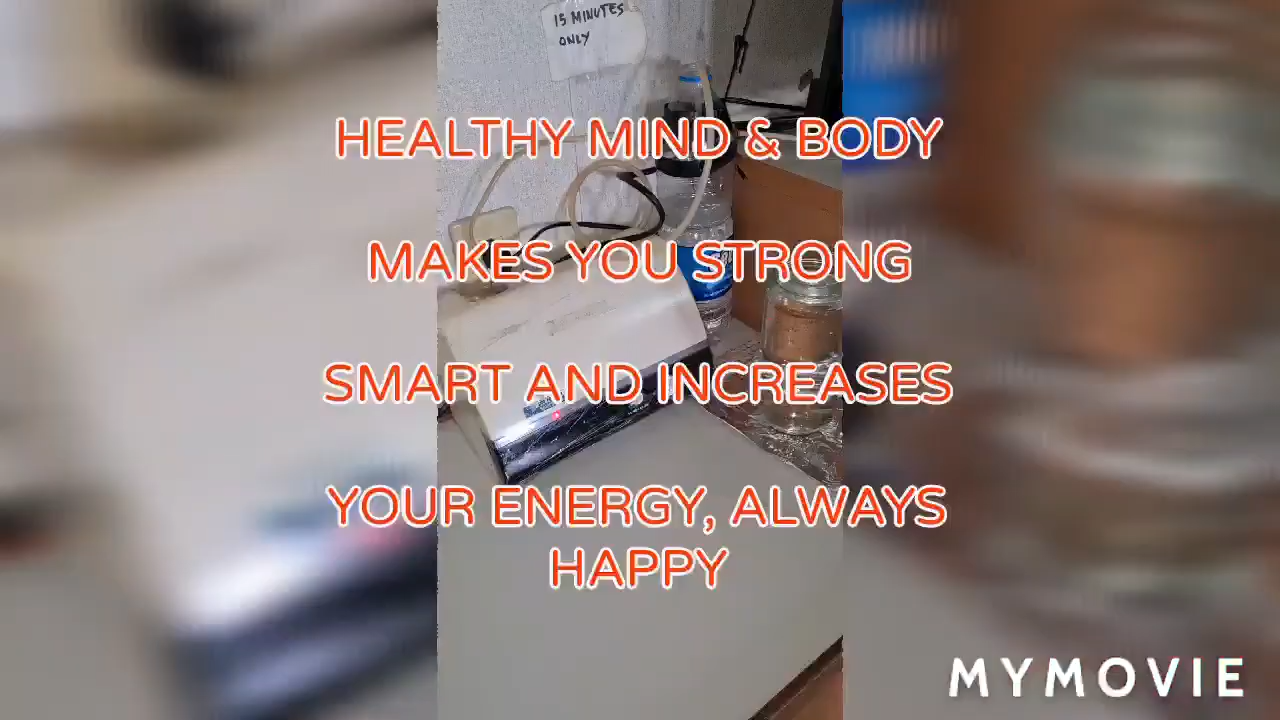 15 MINUTES
ONLY
HEALTHY MIND & BODY
MAKES YOU STRONG
SMART AND INCREASES
YOUR ENERGY, ALWAYS
HAPPY
MYMOVIE